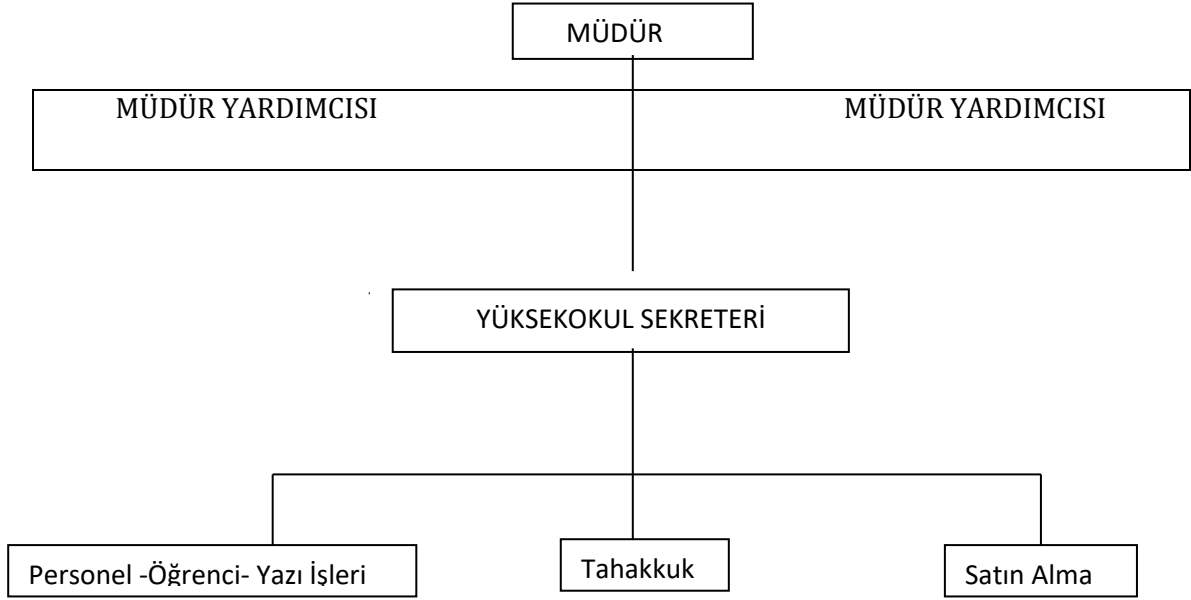 MÜDÜR
MÜDÜR YARDIMCISI
MÜDÜR YARDIMCISI
YÜKSEKOKUL SEKRETERİ
Personel -Öğrenci- Yazı İşleri
Tahakkuk
Satın Alma